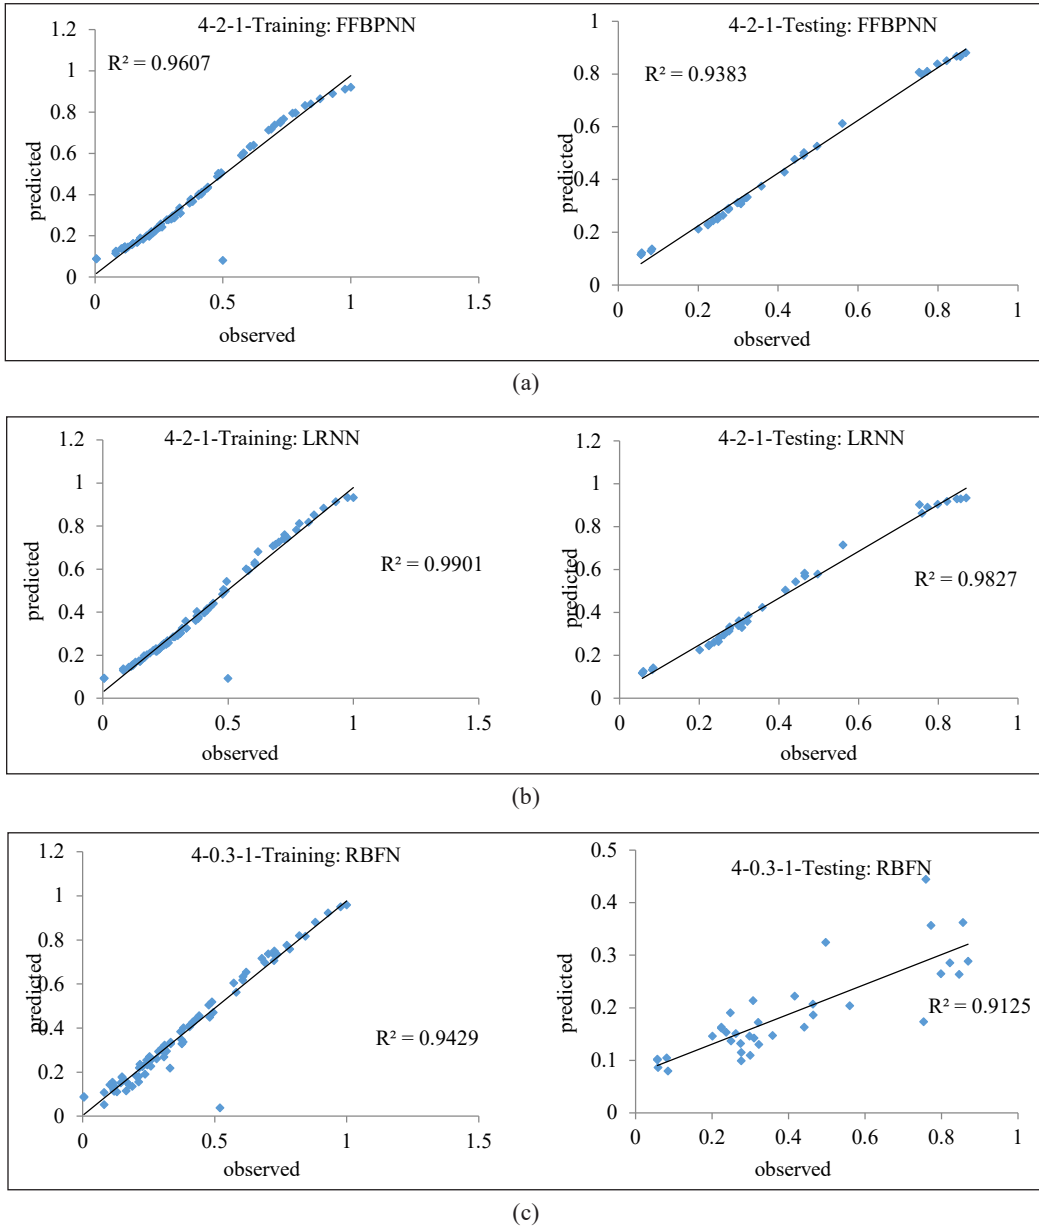 4-2-1-Training: FFBPNN
R² = 0.9607
predicted
1.2
1
0.8
0.6
0.4
0.2
0
0 0.5 1 1.5
observed
4-2-1-Testing: FFBPNN
R² = 0.9383
predicted
1
0.8
0.6
0.4
0.2
0
0 0.2 0.4 0.6 0.8 1
observed
(a)
4-2-1-Training: LRNN
R² = 0.9901
predicted
1.2
1
0.8
0.6
0.4
0.2
0
0 0.5 1 1.5
observed
4-2-1-Testing: LRNN
R² = 0.9827
predicted
1.2
1
0.8
0.6
0.4
0.2
0
0 0.2 0.4 0.6 0.8 1
observed
(b)
4-0.3-1-Training: RBFN
R² = 0.9429
predicted
1.2
1
0.8
0.6
0.4
0.2
0
0 0.5 1 1.5
observed
4-0.3-1-Testing: RBFN
R² = 0.9125
predicted
0.5
0.4
0.3
0.2
0.1
0
0 0.2 0.4 0.6 0.8 1
observed
(c)